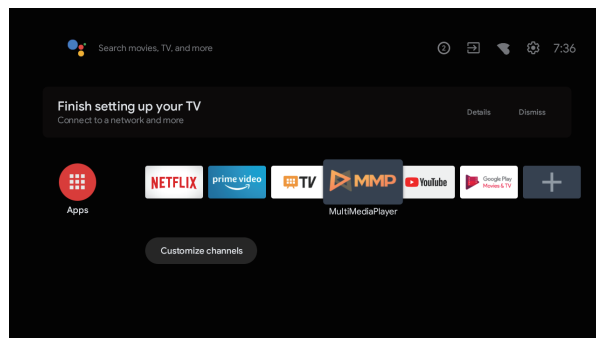 Search movies, TV, and more
2
7:36
Finish setting up your TV
Connect to a network and more
Details
Dismiss
NETFLIX
prime video
TV
MMP
YouTube
Google Play
Movies & TV
Apps
MultiMediaPlayer
Customize channels